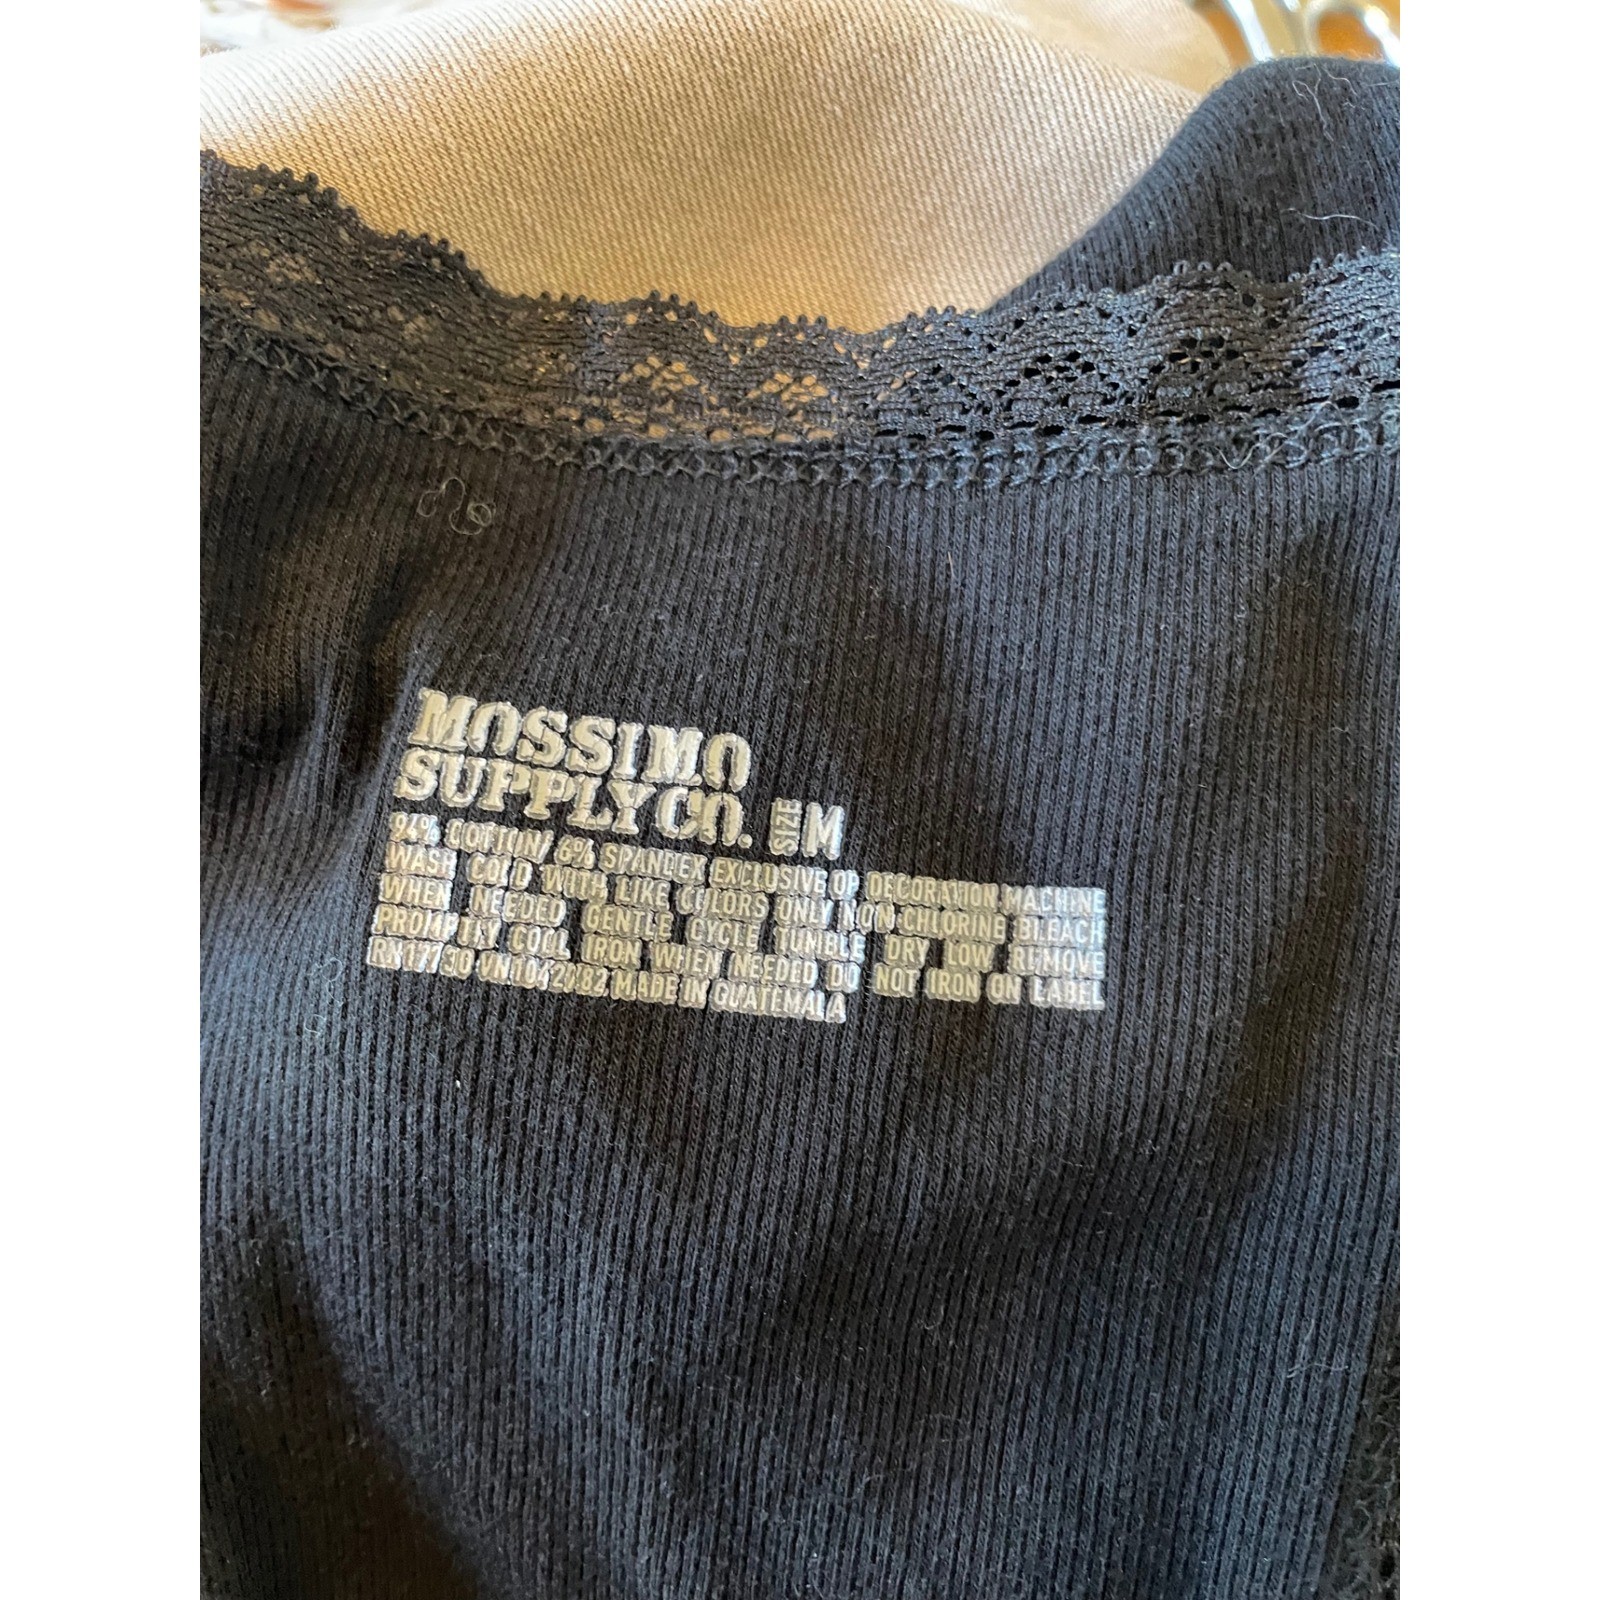 MOSSIMO
SUPPLY CO. SIZE M
94% COTTON/ 6% SPANDEX EXCLUSIVE OF DECORATION. MACHINE
WASH COLD WITH LIKE COLORS ONLY NON-CHLORINE BLEACH
WHEN NEEDED GENTLE CYCLE TUMBLE DRY LOW REMOVE
PROMPTLY COOL IRON WHEN NEEDED DO NOT IRON ON LABEL
RN17730 MADE IN GUATEMALA